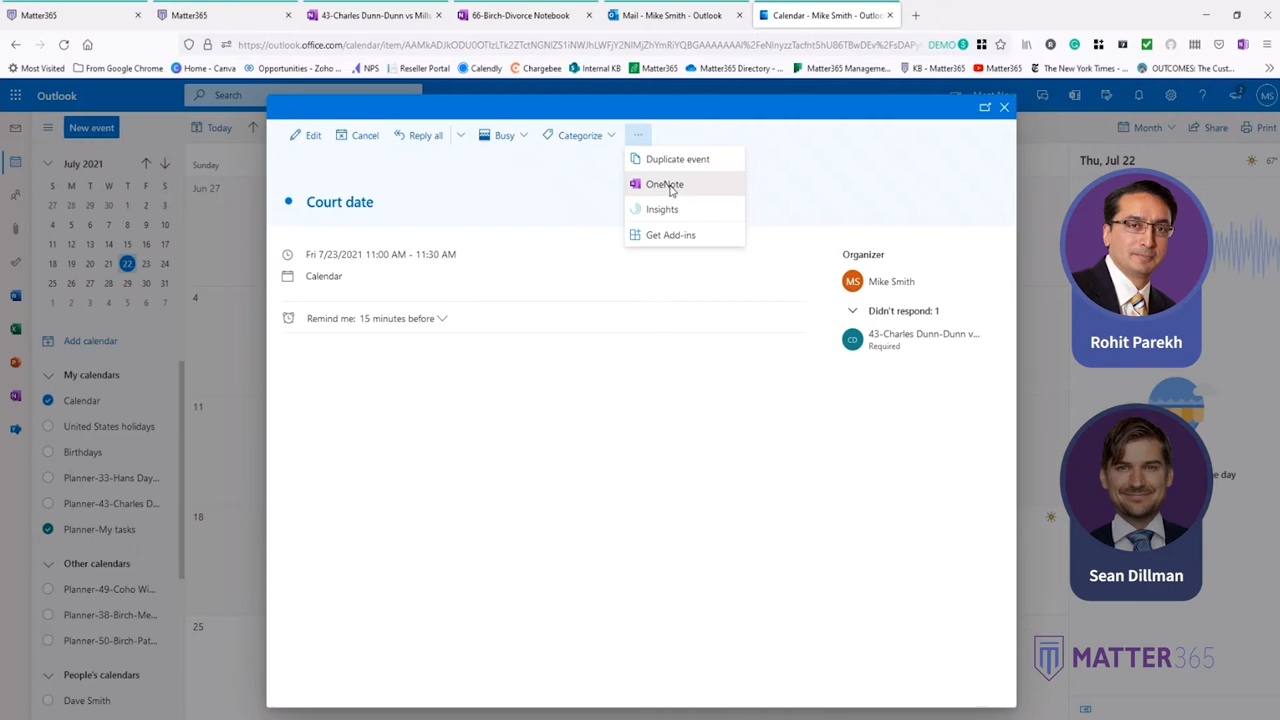 Matter365
Matter365
43-Charles Dunn-Dunn vs Mills
66-Birch-Divorce Notebook
Mail - Mike Smith - Outlook
Calendar - Mike Smith - Outloo
https://outlook.office.com/calendar/item/
DEMO 3
Most Visited
From Google Chrome
Home - Canva
Opportunities - Zoho ...
NPS
Reseller Portal
Calendly
Chargebee
Internal KB
Matter365
Matter365 Directory - ...
Matter365 Manageme...
KB - Matter365
Matter365
The New York Times - ...
OUTCOMES: The Cust...
Outlook
Search
2
MS
New event
Today
Month
Share
Print
Edit
Cancel
Reply all
Busy
Categorize
...
Duplicate event
OneNote
Insights
Get Add-ins
July 2021
S M T W T F S
27 28 29 30 1 2 3
4 5 6 7 8 9 10
11 12 13 14 15 16 17
18 19 20 21 22 23 24
25 26 27 28 29 30 31
1 2 3 4 5 6 7
Add calendar
My calendars
Calendar
United States holidays
Birthdays
Planner-33-Hans Day...
Planner-43-Charles D...
Planner-My tasks
Other calendars
Planner-49-Coho Wi...
Planner-38-Birch-Me...
Planner-50-Birch-Pat...
People's calendars
Dave Smith
Sunday
Jun 27
4
11
18
25
Court date
Fri 7/23/2021 11:00 AM - 11:30 AM
Calendar
Remind me: 15 minutes before
Organizer
MS Mike Smith
Didn't respond: 1
CD 43-Charles Dunn-Dunn v...
Required
Thu, Jul 22
67°
Rohit Parekh
e day
Sean Dillman
MATTER365